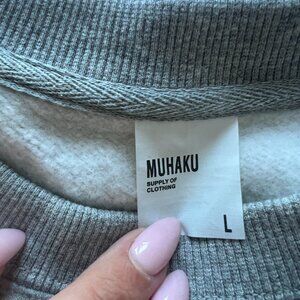 MUHAKU
SUPPLY OF
CLOTHING
L